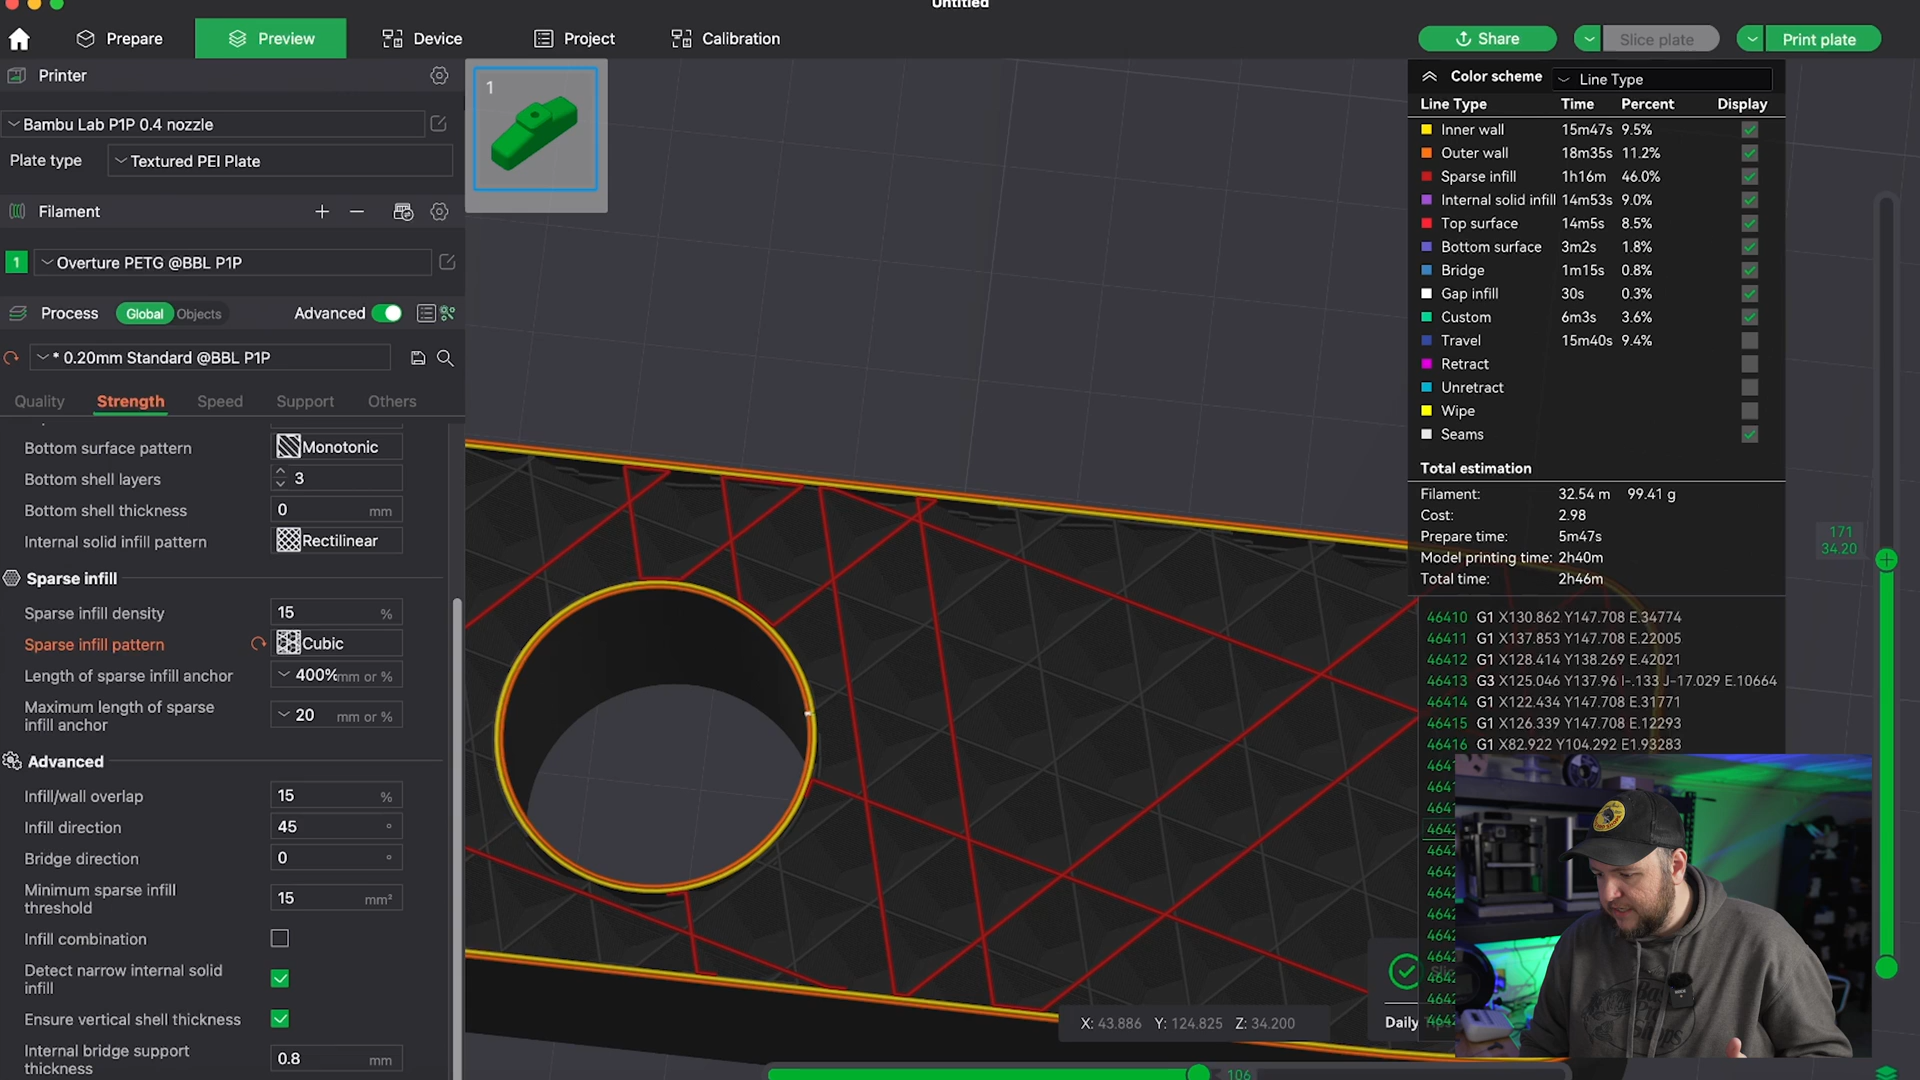 Untitled
Prepare
Preview
Device
Project
Calibration
Share
Slice plate
Print plate
Printer
Bambu Lab P1P 0.4 nozzle
Plate type
Textured PEI Plate
Filament
1
Overture PETG @BBL P1P
Process
Global
Objects
Advanced
* 0.20mm Standard @BBL P1P
Quality
Strength
Speed
Support
Others
Bottom surface pattern
Monotonic
Bottom shell layers
3
Bottom shell thickness
0 mm
Internal solid infill pattern
Rectilinear
Sparse infill
Sparse infill density
15 %
Sparse infill pattern
Cubic
Length of sparse infill anchor
400% mm or %
Maximum length of sparse
infill anchor
20 mm or %
Advanced
Infill/wall overlap
15 %
Infill direction
45 °
Bridge direction
0 °
Minimum sparse infill
threshold
15 mm²
Infill combination
Detect narrow internal solid
infill
Ensure vertical shell thickness
Internal bridge support
thickness
0.8 mm
1
Color scheme
Line Type
Line Type Time Percent Display
Inner wall 15m47s 9.5%
Outer wall 18m35s 11.2%
Sparse infill 1h16m 46.0%
Internal solid infill 14m53s 9.0%
Top surface 14m5s 8.5%
Bottom surface 3m2s 1.8%
Bridge 1m15s 0.8%
Gap infill 30s 0.3%
Custom 6m3s 3.6%
Travel 15m40s 9.4%
Retract
Unretract
Wipe
Seams
Total estimation
Filament: 32.54 m 99.41 g
Cost: 2.98
Prepare time: 5m47s
Model printing time: 2h40m
Total time: 2h46m
171
34.20
46410 G1 X130.862 Y147.708 E.34774
46411 G1 X137.853 Y147.708 E.22005
46412 G1 X128.414 Y138.269 E.42021
46413 G3 X125.046 Y137.96 I-.133 J-17.029 E.10664
46414 G1 X122.434 Y147.708 E.31771
46415 G1 X126.339 Y147.708 E.12293
46416 G1 X82.922 Y104.292 E1.93283
X: 43.886 Y: 124.825 Z: 34.200
Daily
106